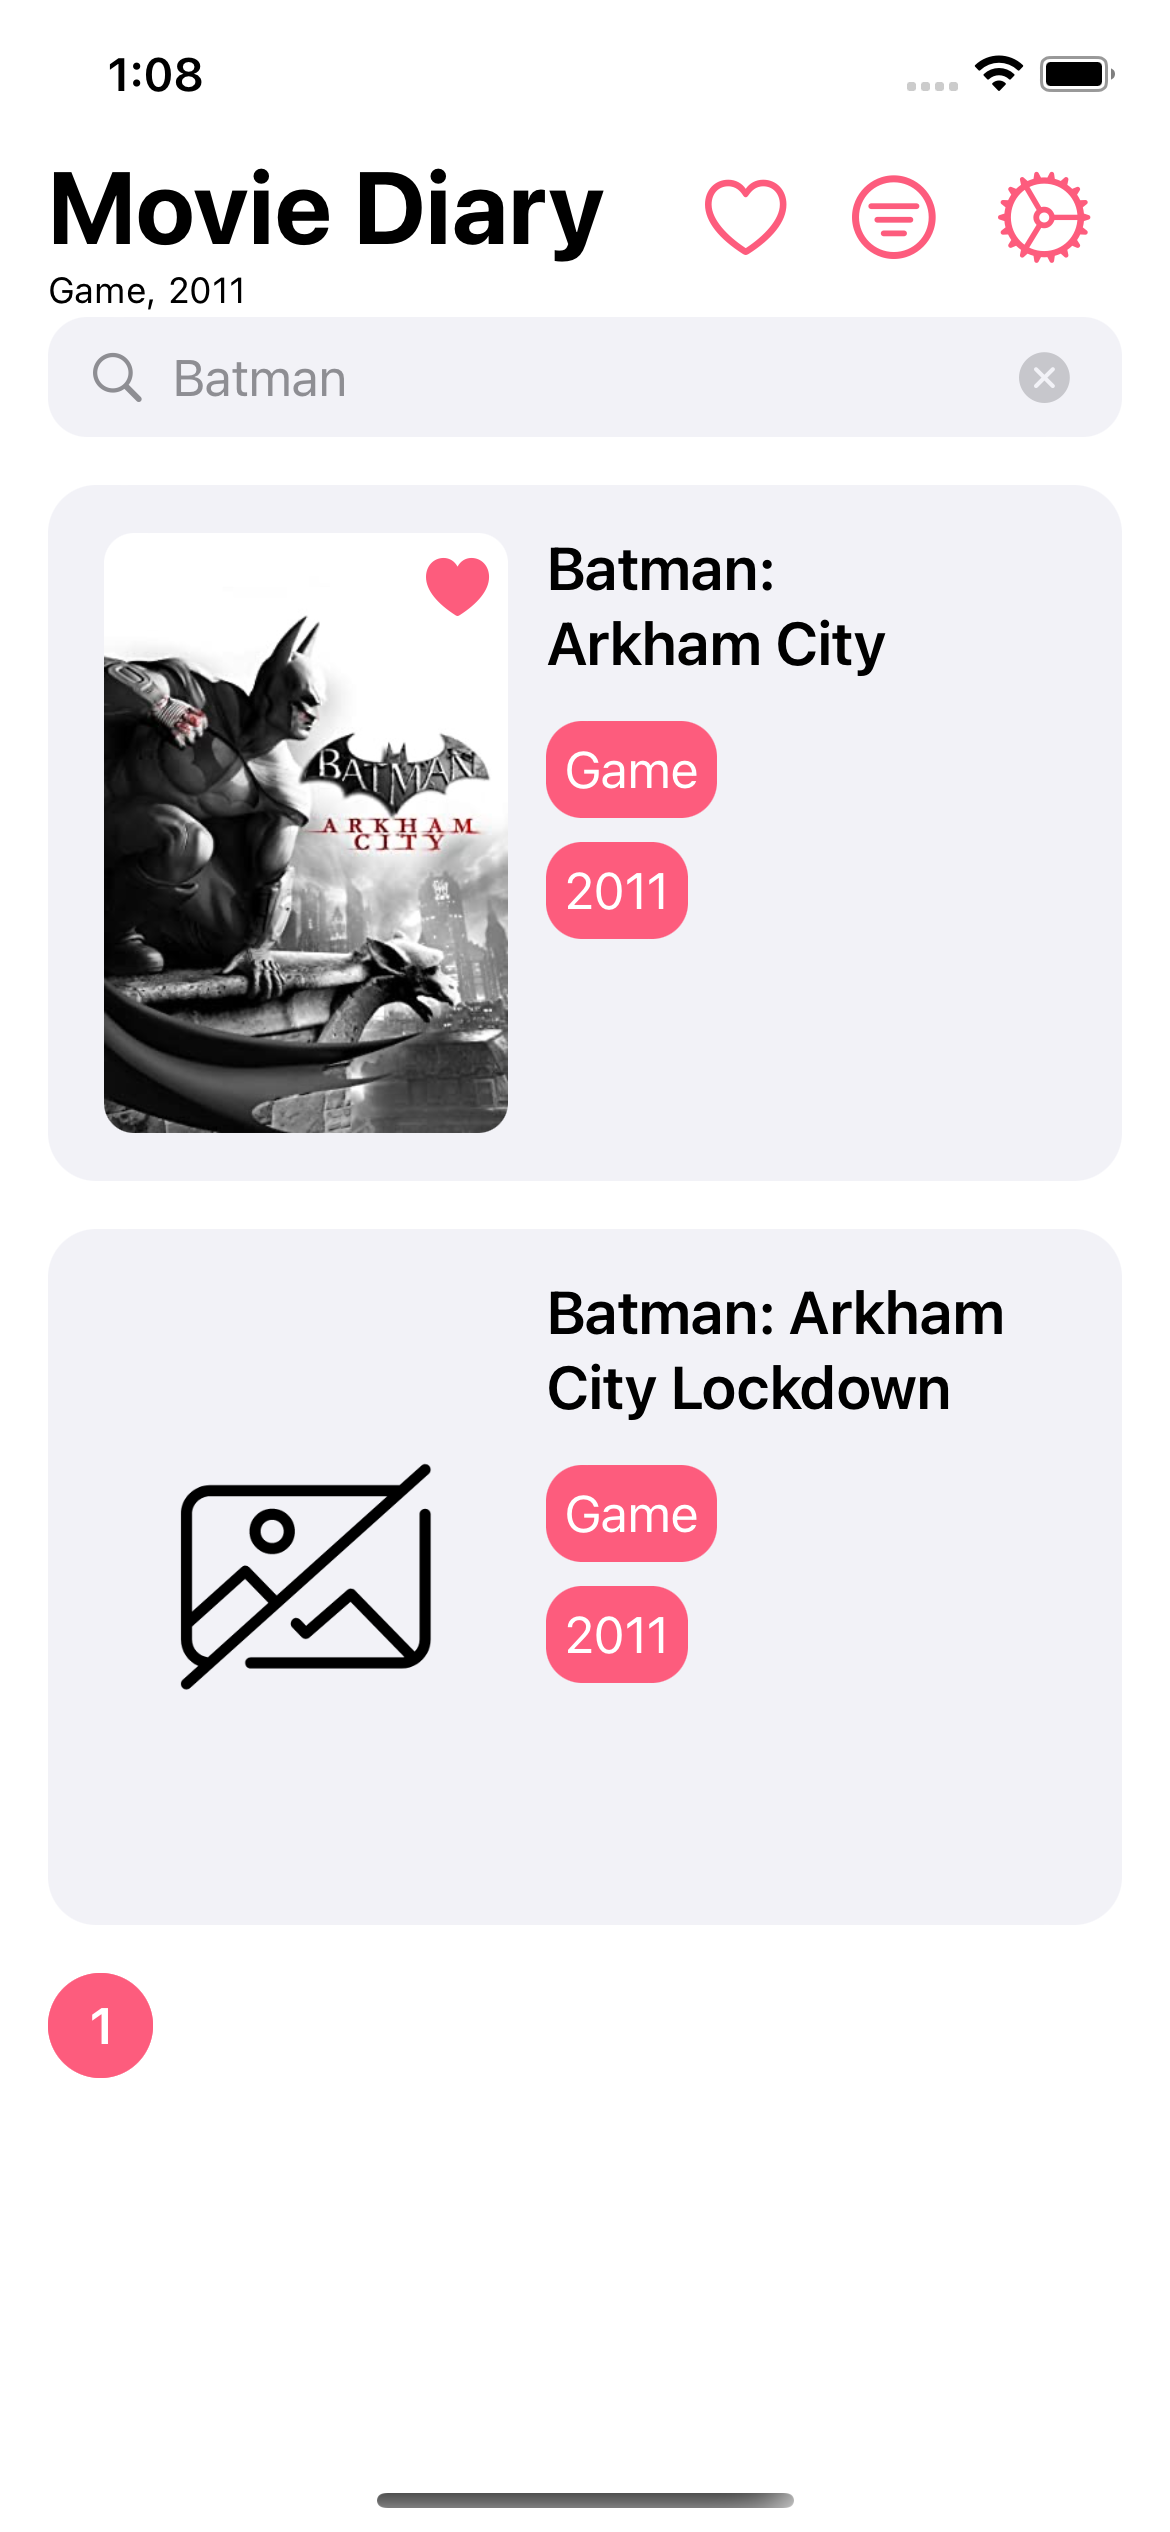 1:08
Movie Diary
Game, 2011
Batman
Batman:
Arkham City
Game
2011
BATMAN
ARKHAM
CITY
Batman: Arkham
City Lockdown
Game
2011
1